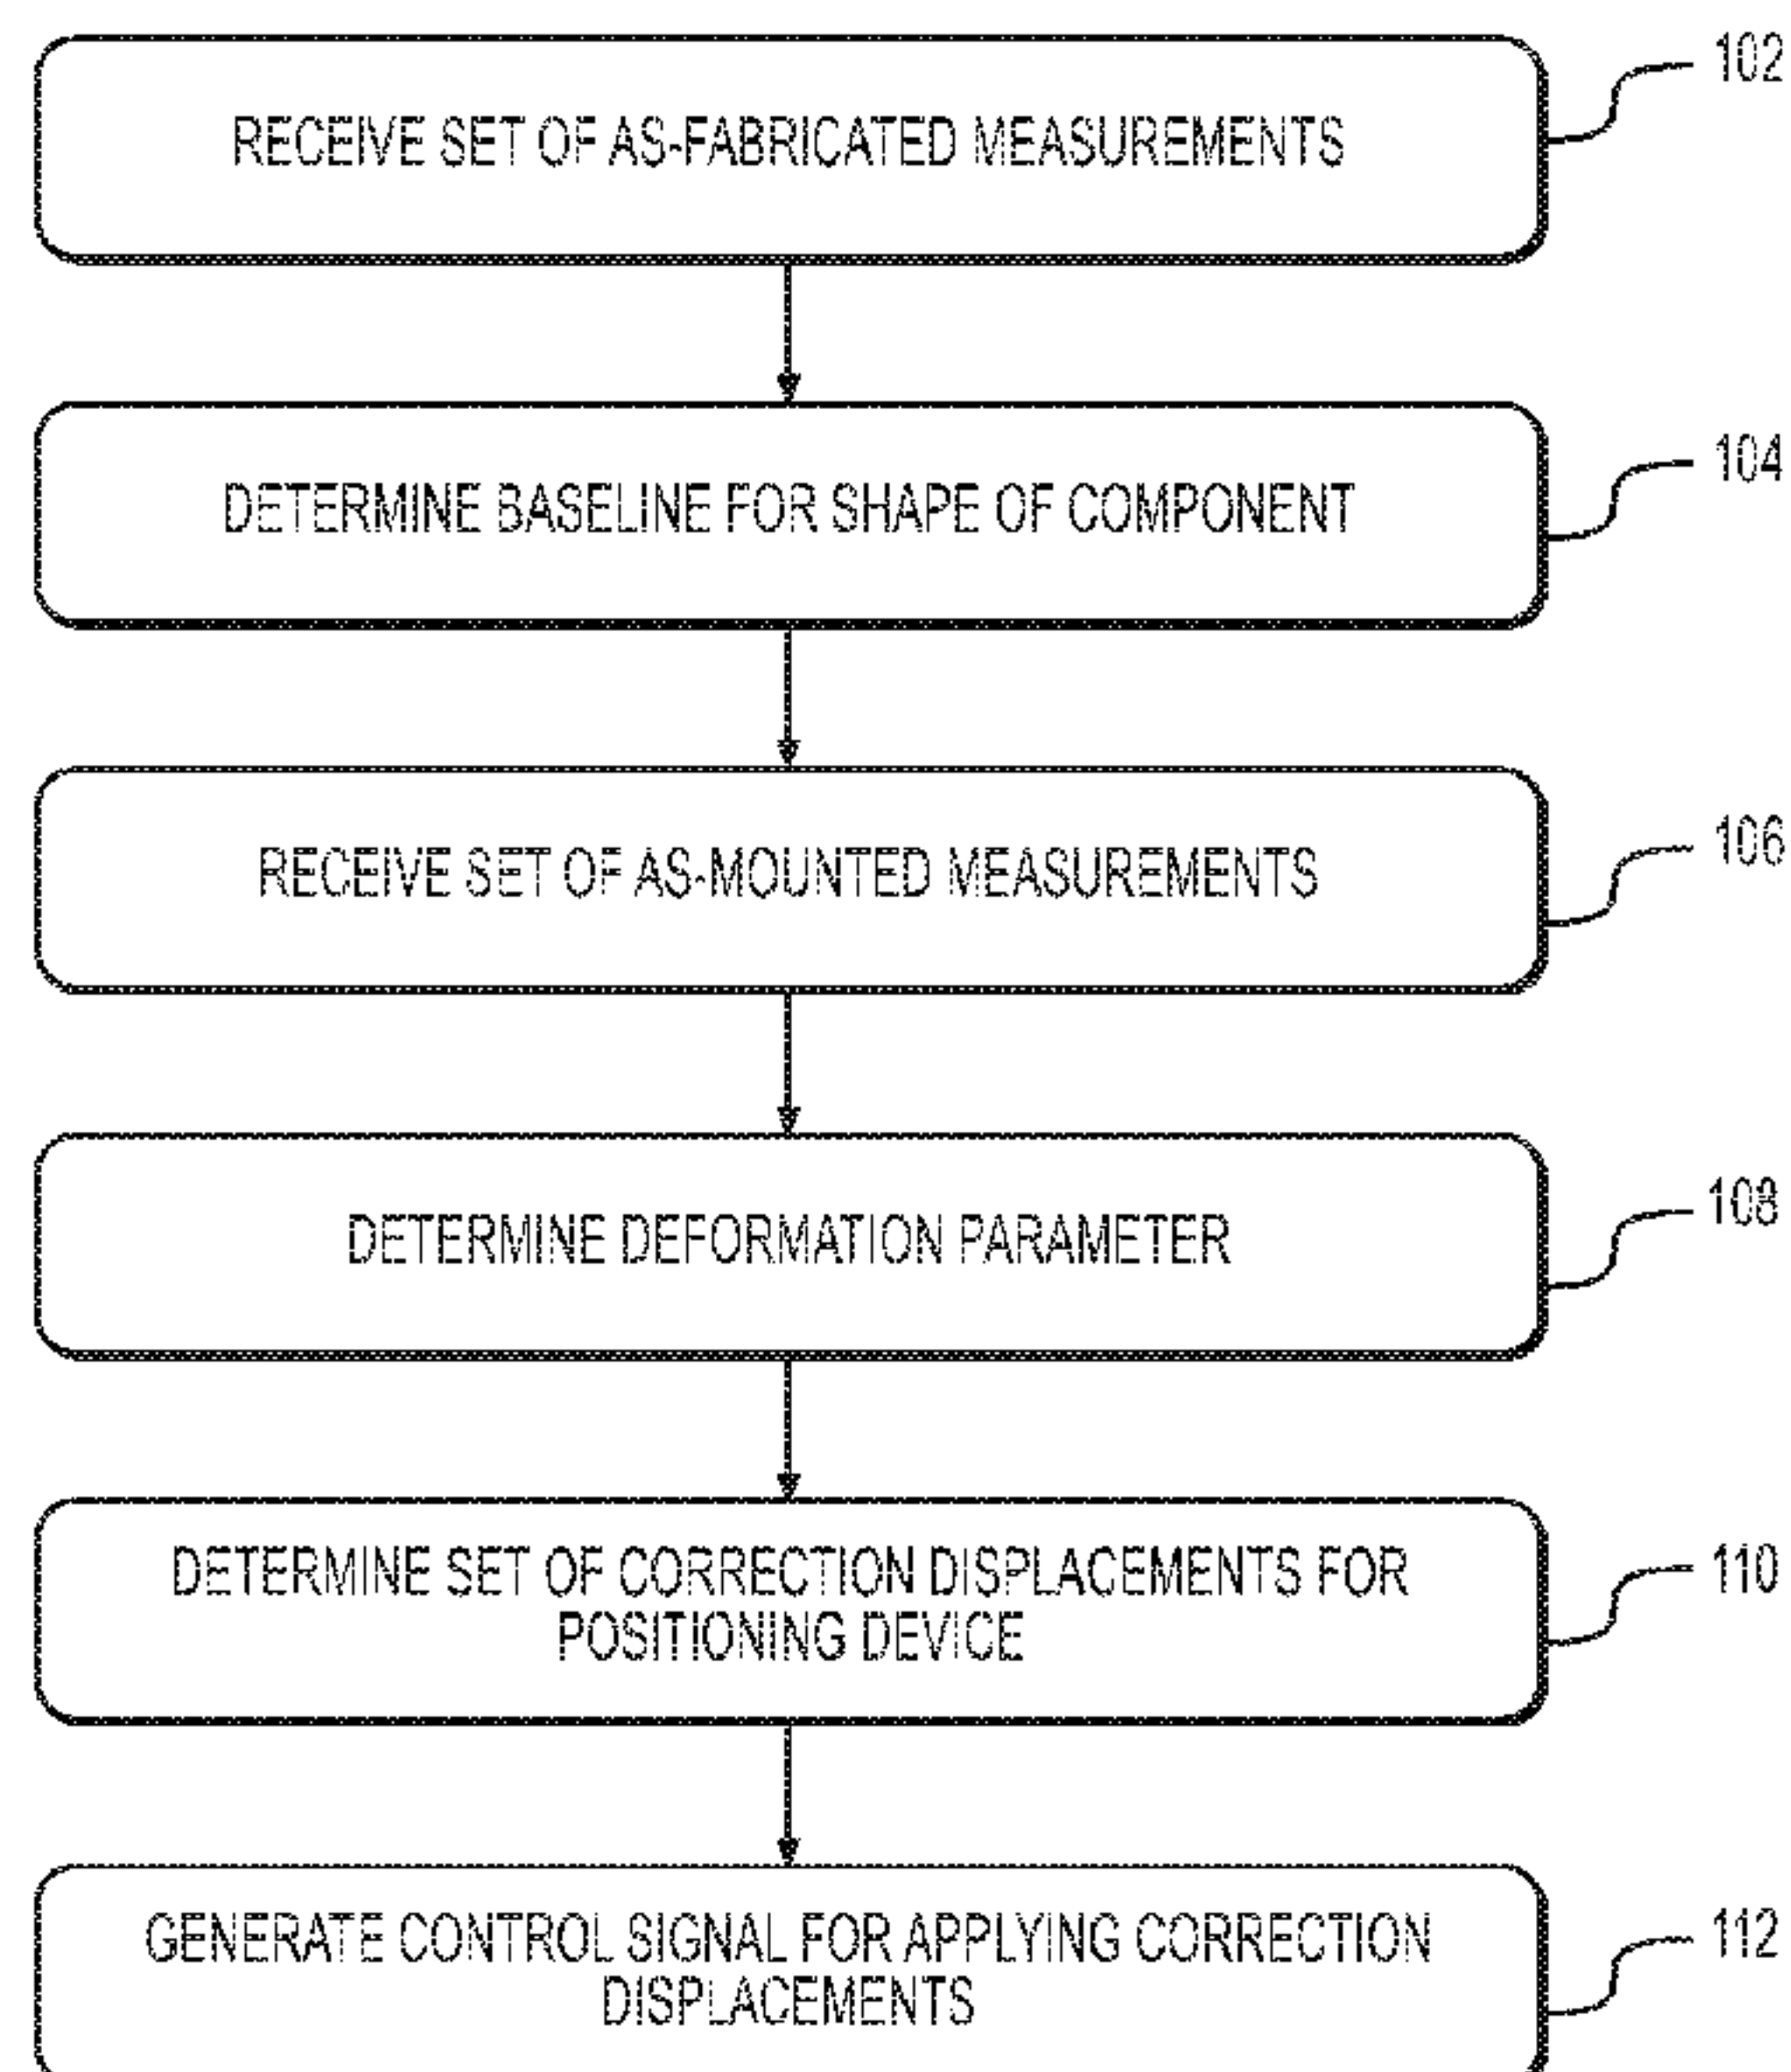 RECEIVE SET OF AS-FABRICATED MEASUREMENTS
102
DETERMINE BASELINE FOR SHAPE OF COMPONENT
104
RECEIVE SET OF AS-MOUNTED MEASUREMENTS
106
DETERMINE DEFORMATION PARAMETER
108
DETERMINE SET OF CORRECTION DISPLACEMENTS FOR
POSITIONING DEVICE
110
GENERATE CONTROL SIGNAL FOR APPLYING CORRECTION
DISPLACEMENTS
112